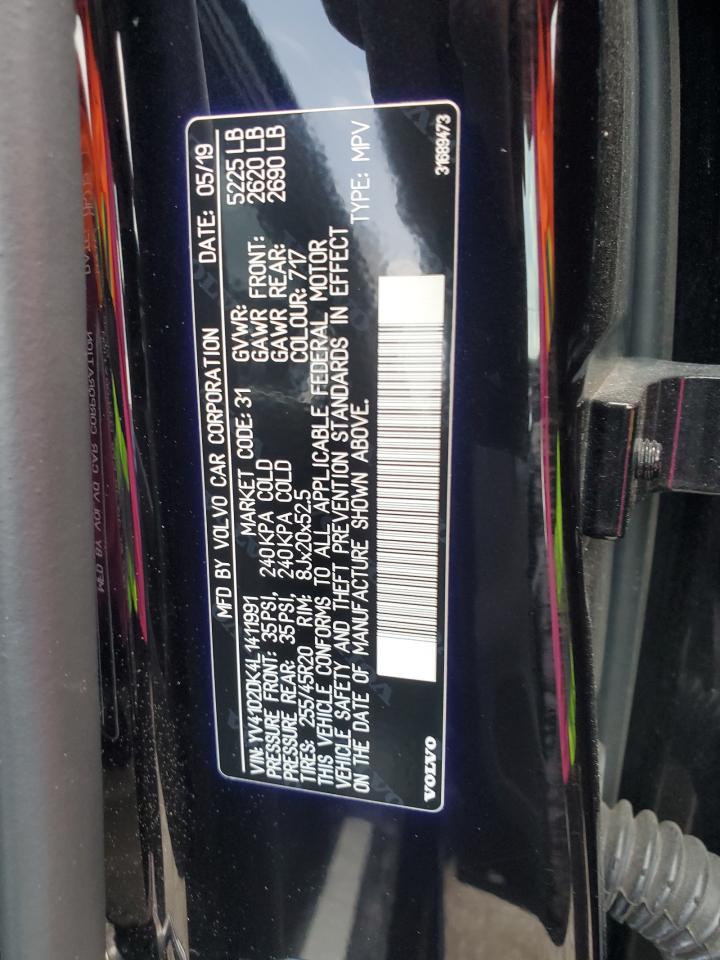 MFD BY VOLVO CAR CORPORATION DATE: 05/19
VIN: YV4102DK4L1411991 MARKET CODE: 31 GVWR: 5225 LB
PRESSURE FRONT: 35PSI, 240KPA COLD GAWR FRONT: 2620 LB
PRESSURE REAR: 35PSI, 240KPA COLD GAWR REAR: 2690 LB
TIRES: 255/45R20 RIM: 8Jx20x52.5 COLOUR: 717
THIS VEHICLE CONFORMS TO ALL APPLICABLE FEDERAL MOTOR
VEHICLE SAFETY AND THEFT PREVENTION STANDARDS IN EFFECT
ON THE DATE OF MANUFACTURE SHOWN ABOVE. TYPE: MPV
VOLVO 31689473